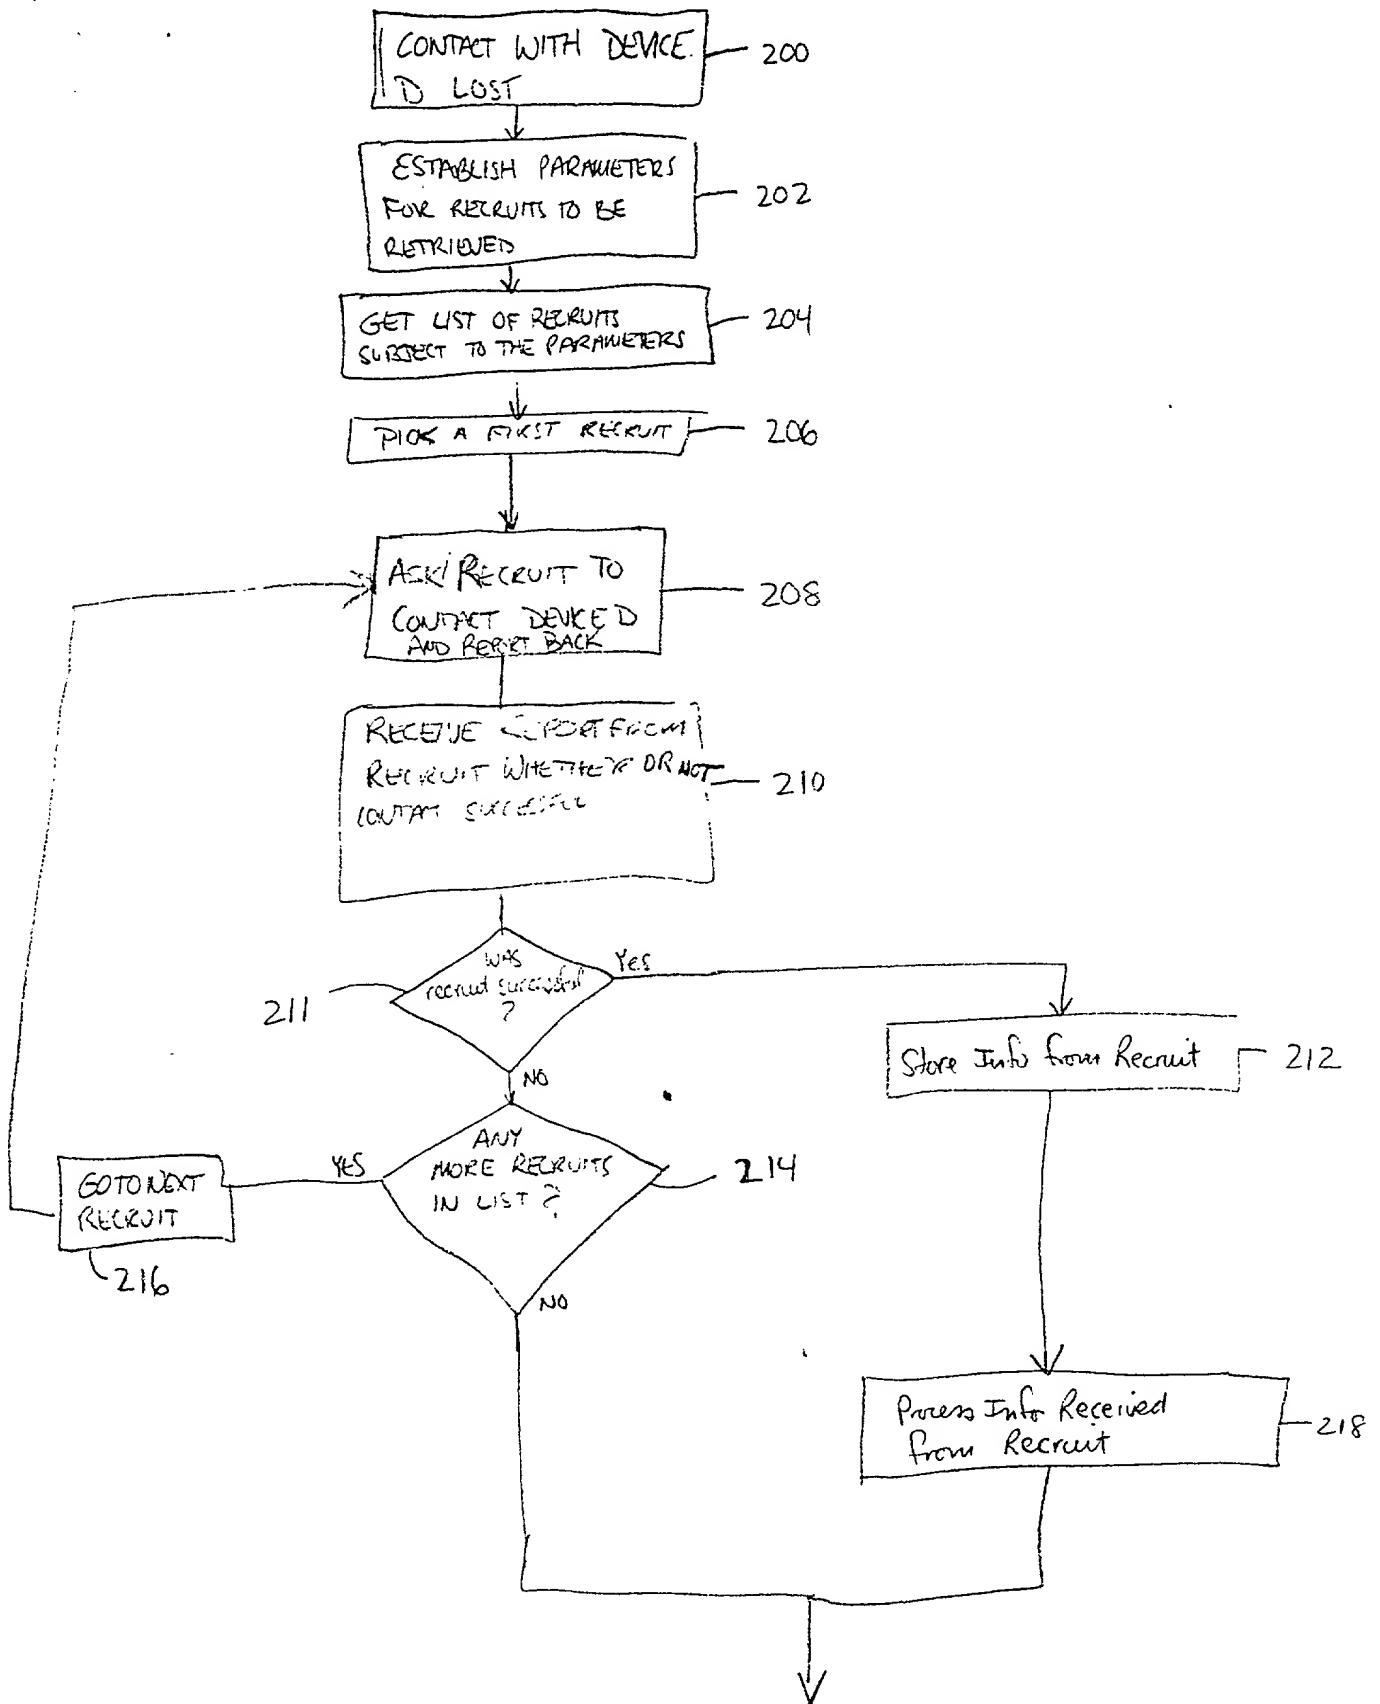 CONTACT WITH DEVICE
D LOST
200
ESTABLISH PARAMETERS
FOR RECRUITS TO BE
RETRIEVED
202
GET LIST OF RECRUITS
SUBJECT TO THE PARAMETERS
204
PICK A FIRST RECRUIT
206
ASK RECRUIT TO
CONTACT DEVICE D
AND REPORT BACK
208
RECEIVE REPORT FROM
RECRUIT WHETHER OR NOT
CONTACT SUCCESSFUL
210
WAS
recruit successful
?
Yes
211
NO
Store Info from Recruit
212
ANY
MORE RECRUITS
IN LIST?
YES
214
GO TO NEXT
RECRUIT
216
NO
Process Info Received
from Recruit
218